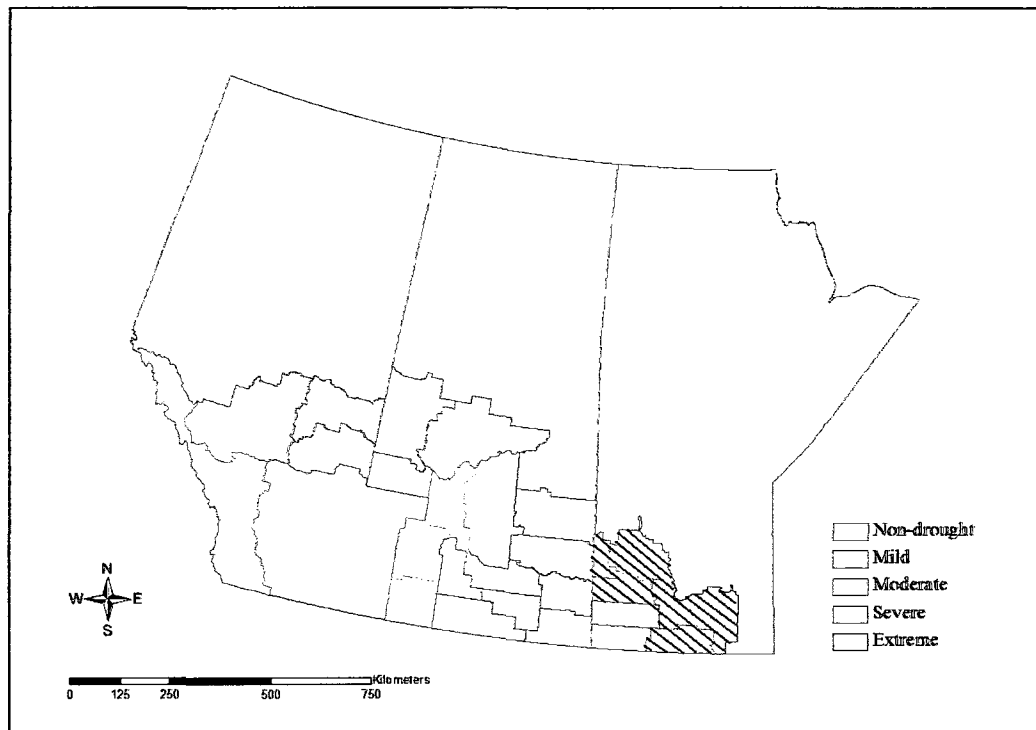 Non-drought
Mild
Moderate
Severe
Extreme
N
W E
S
Kilometers
0 125 250 500 750